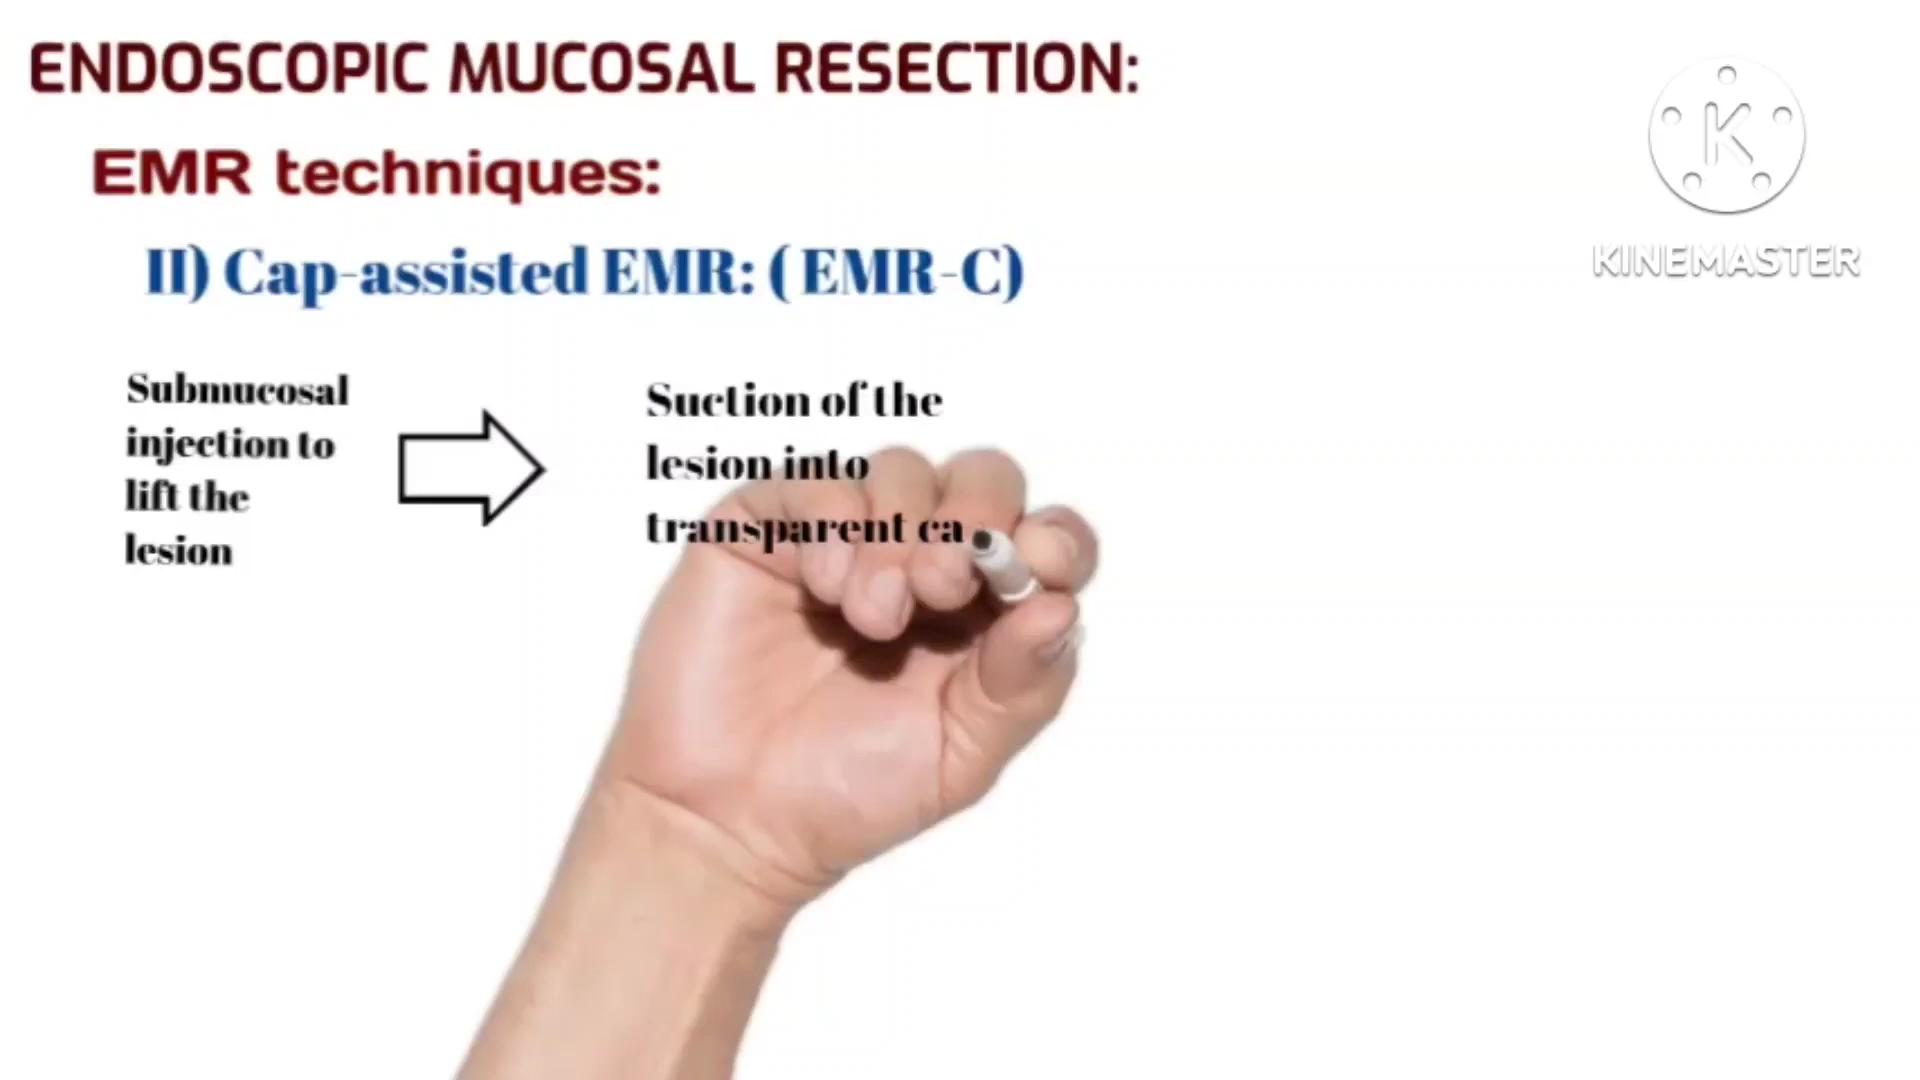 ENDOSCOPIC MUCOSAL RESECTION:
EMR techniques:
II) Cap-assisted EMR: ( EMR-C)
Submucosal
injection to
lift the
lesion
Suction of the
lesion into
transparent ca
K
KINEMASTER